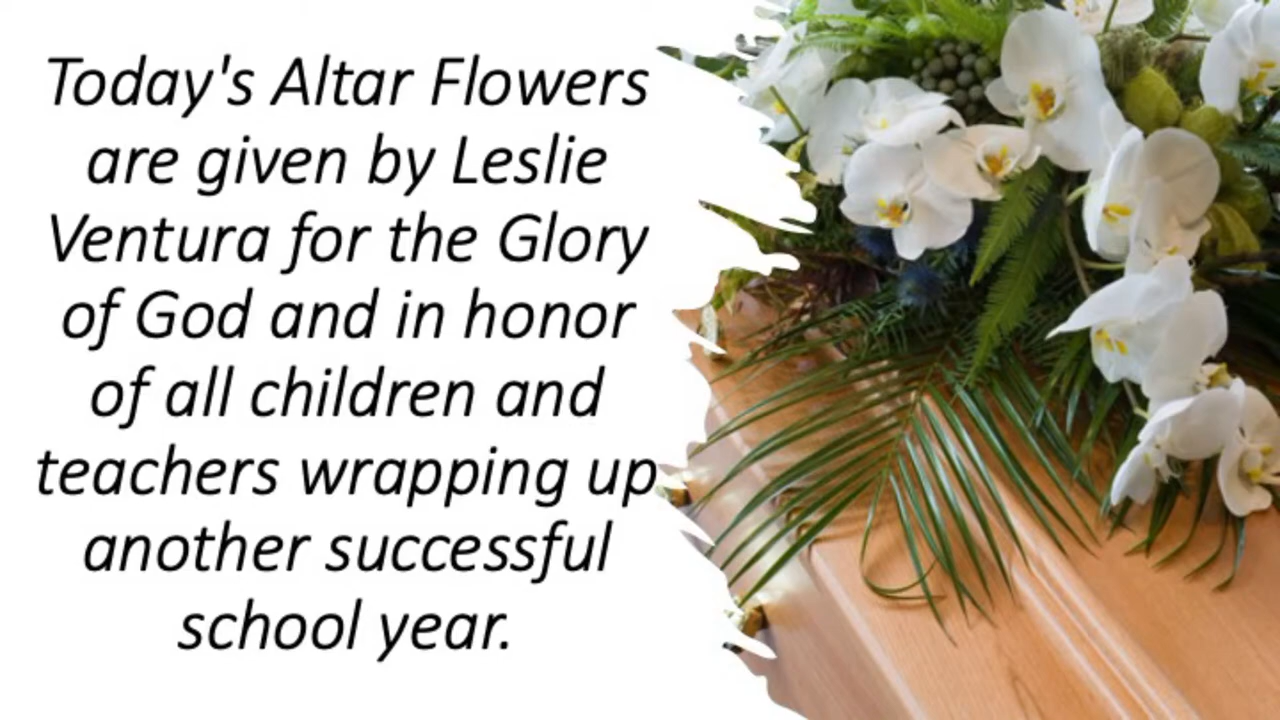 Today's Altar Flowers
are given by Leslie
Ventura for the Glory
of God and in honor
of all children and
teachers wrapping up
another successful
school year.